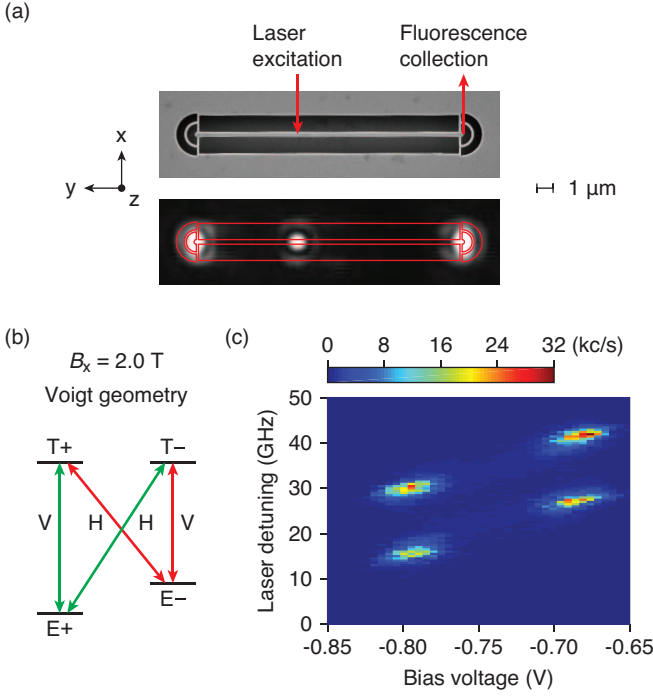 (a)
Laser
excitation
Fluorescence
collection
x
y
z
1 μm
(b)
Bx = 2.0 T
Voigt geometry
T+
T−
V
H
H
V
E−
E+
(c)
0
8
16
24
32
(kc/s)
50
40
30
20
10
0
Laser detuning (GHz)
-0.85
-0.80
-0.75
-0.70
-0.65
Bias voltage (V)